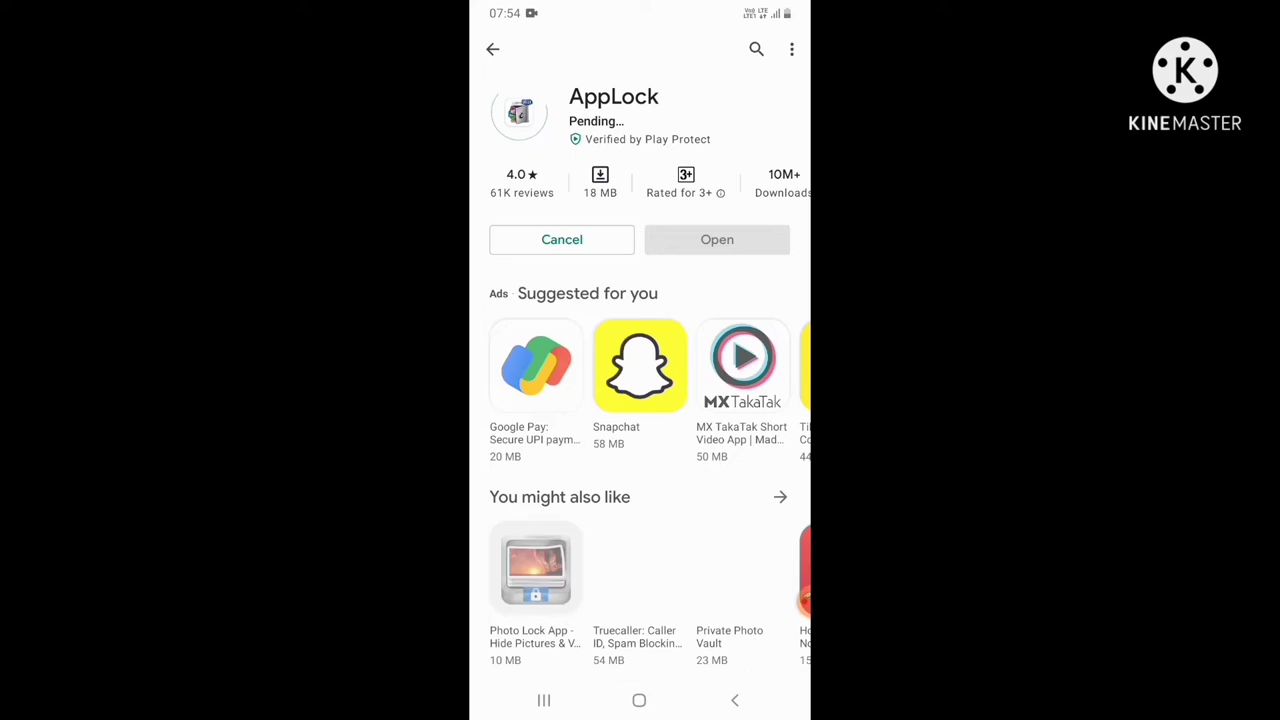 07:54
Vo) LTE
LTE1
KINEMASTER
AppLock
Pending...
Verified by Play Protect
4.0★
61K reviews
18 MB
3+
Rated for 3+
10M+
Downloads
Cancel
Open
Ads · Suggested for you
MX TakaTak
Google Pay:
Secure UPI paym...
20 MB
Snapchat
58 MB
MX TakaTak Short
Video App | Mad...
50 MB
You might also like
Photo Lock App -
Hide Pictures & V...
10 MB
Truecaller: Caller
ID, Spam Blockin...
54 MB
Private Photo
Vault
23 MB